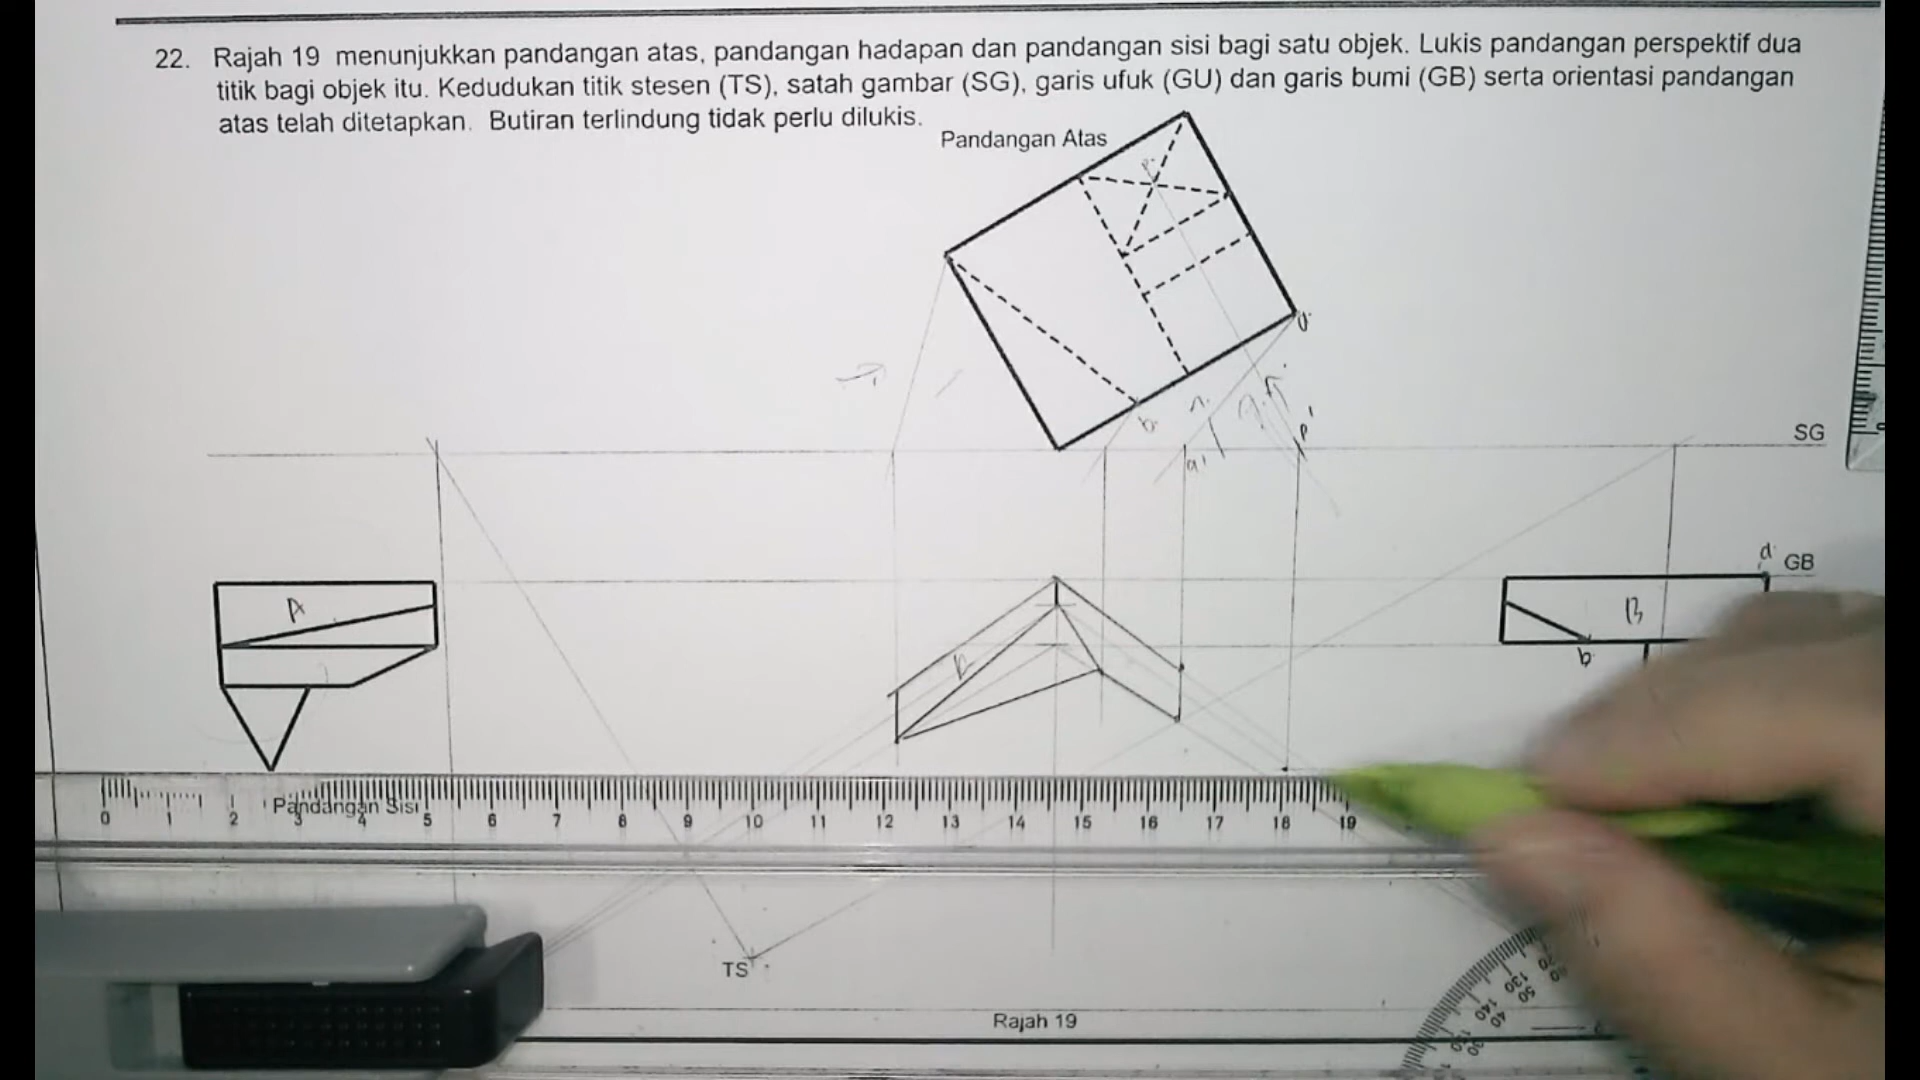 22. Rajah 19 menunjukkan pandangan atas, pandangan hadapan dan pandangan sisi bagi satu objek. Lukis pandangan perspektif dua
titik bagi objek itu. Kedudukan titik stesen (TS), satah gambar (SG), garis ufuk (GU) dan garis bumi (GB) serta orientasi pandangan
atas telah ditetapkan. Butiran terlindung tidak perlu dilukis.
Pandangan Atas
b
a'
P'
SG
d
GB
A
B
b
Pandangan Sisi
0 1 2 3 4 5 6 7 8 9 10 11 12 13 14 15 16 17 18 19
TS
Rajah 19